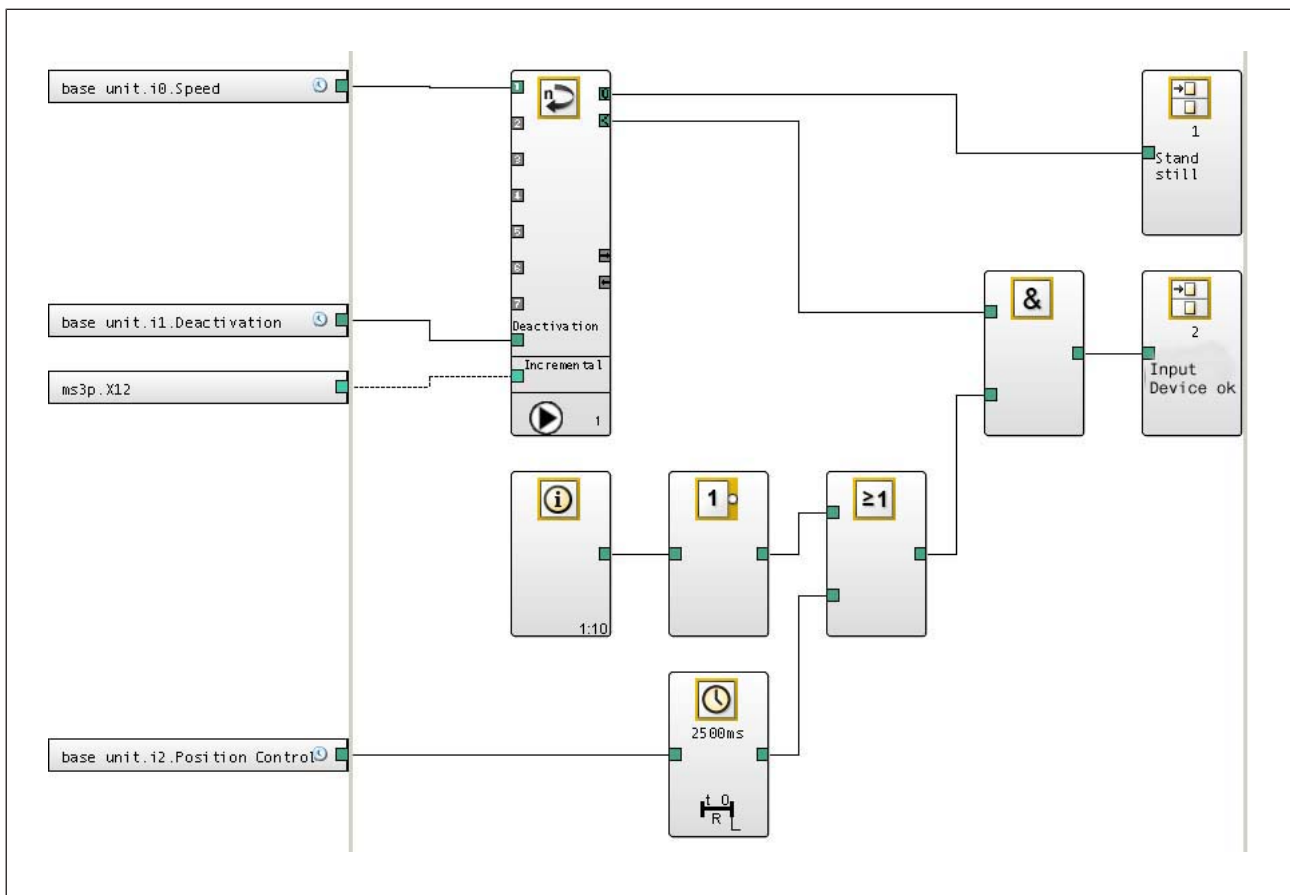 base unit.i0.Speed
1
2
3
4
5
6
7
n
0
<
Deactivation
Incremental
1
base unit.i1.Deactivation
ms3p.X12
1
Stand
still
&
2
Input
Device ok
i
1:10
1
≥1
2500ms
t 0
R
base unit.i2.Position Control